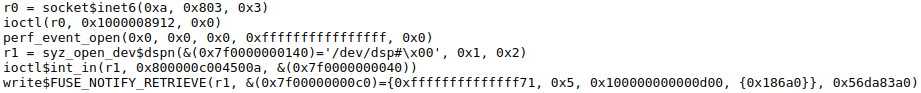 r0 = socket$inet6(0xa, 0x803, 0x3)
ioctl(r0, 0x1000008912, 0x0)
perf_event_open(0x0, 0x0, 0x0, 0xffffffffffffffff, 0x0)
r1 = syz_open_dev$dspn(&(0x7f0000000140)='/dev/dsp#\x00', 0x1, 0x2)
ioctl$int_in(r1, 0x800000c004500a, &(0x7f0000000040))
write$FUSE_NOTIFY_RETRIEVE(r1, &(0x7f00000000c0)={0xffffffffffffff71, 0x5, 0x100000000000d00, {0x186a0}}, 0x56da83a0)